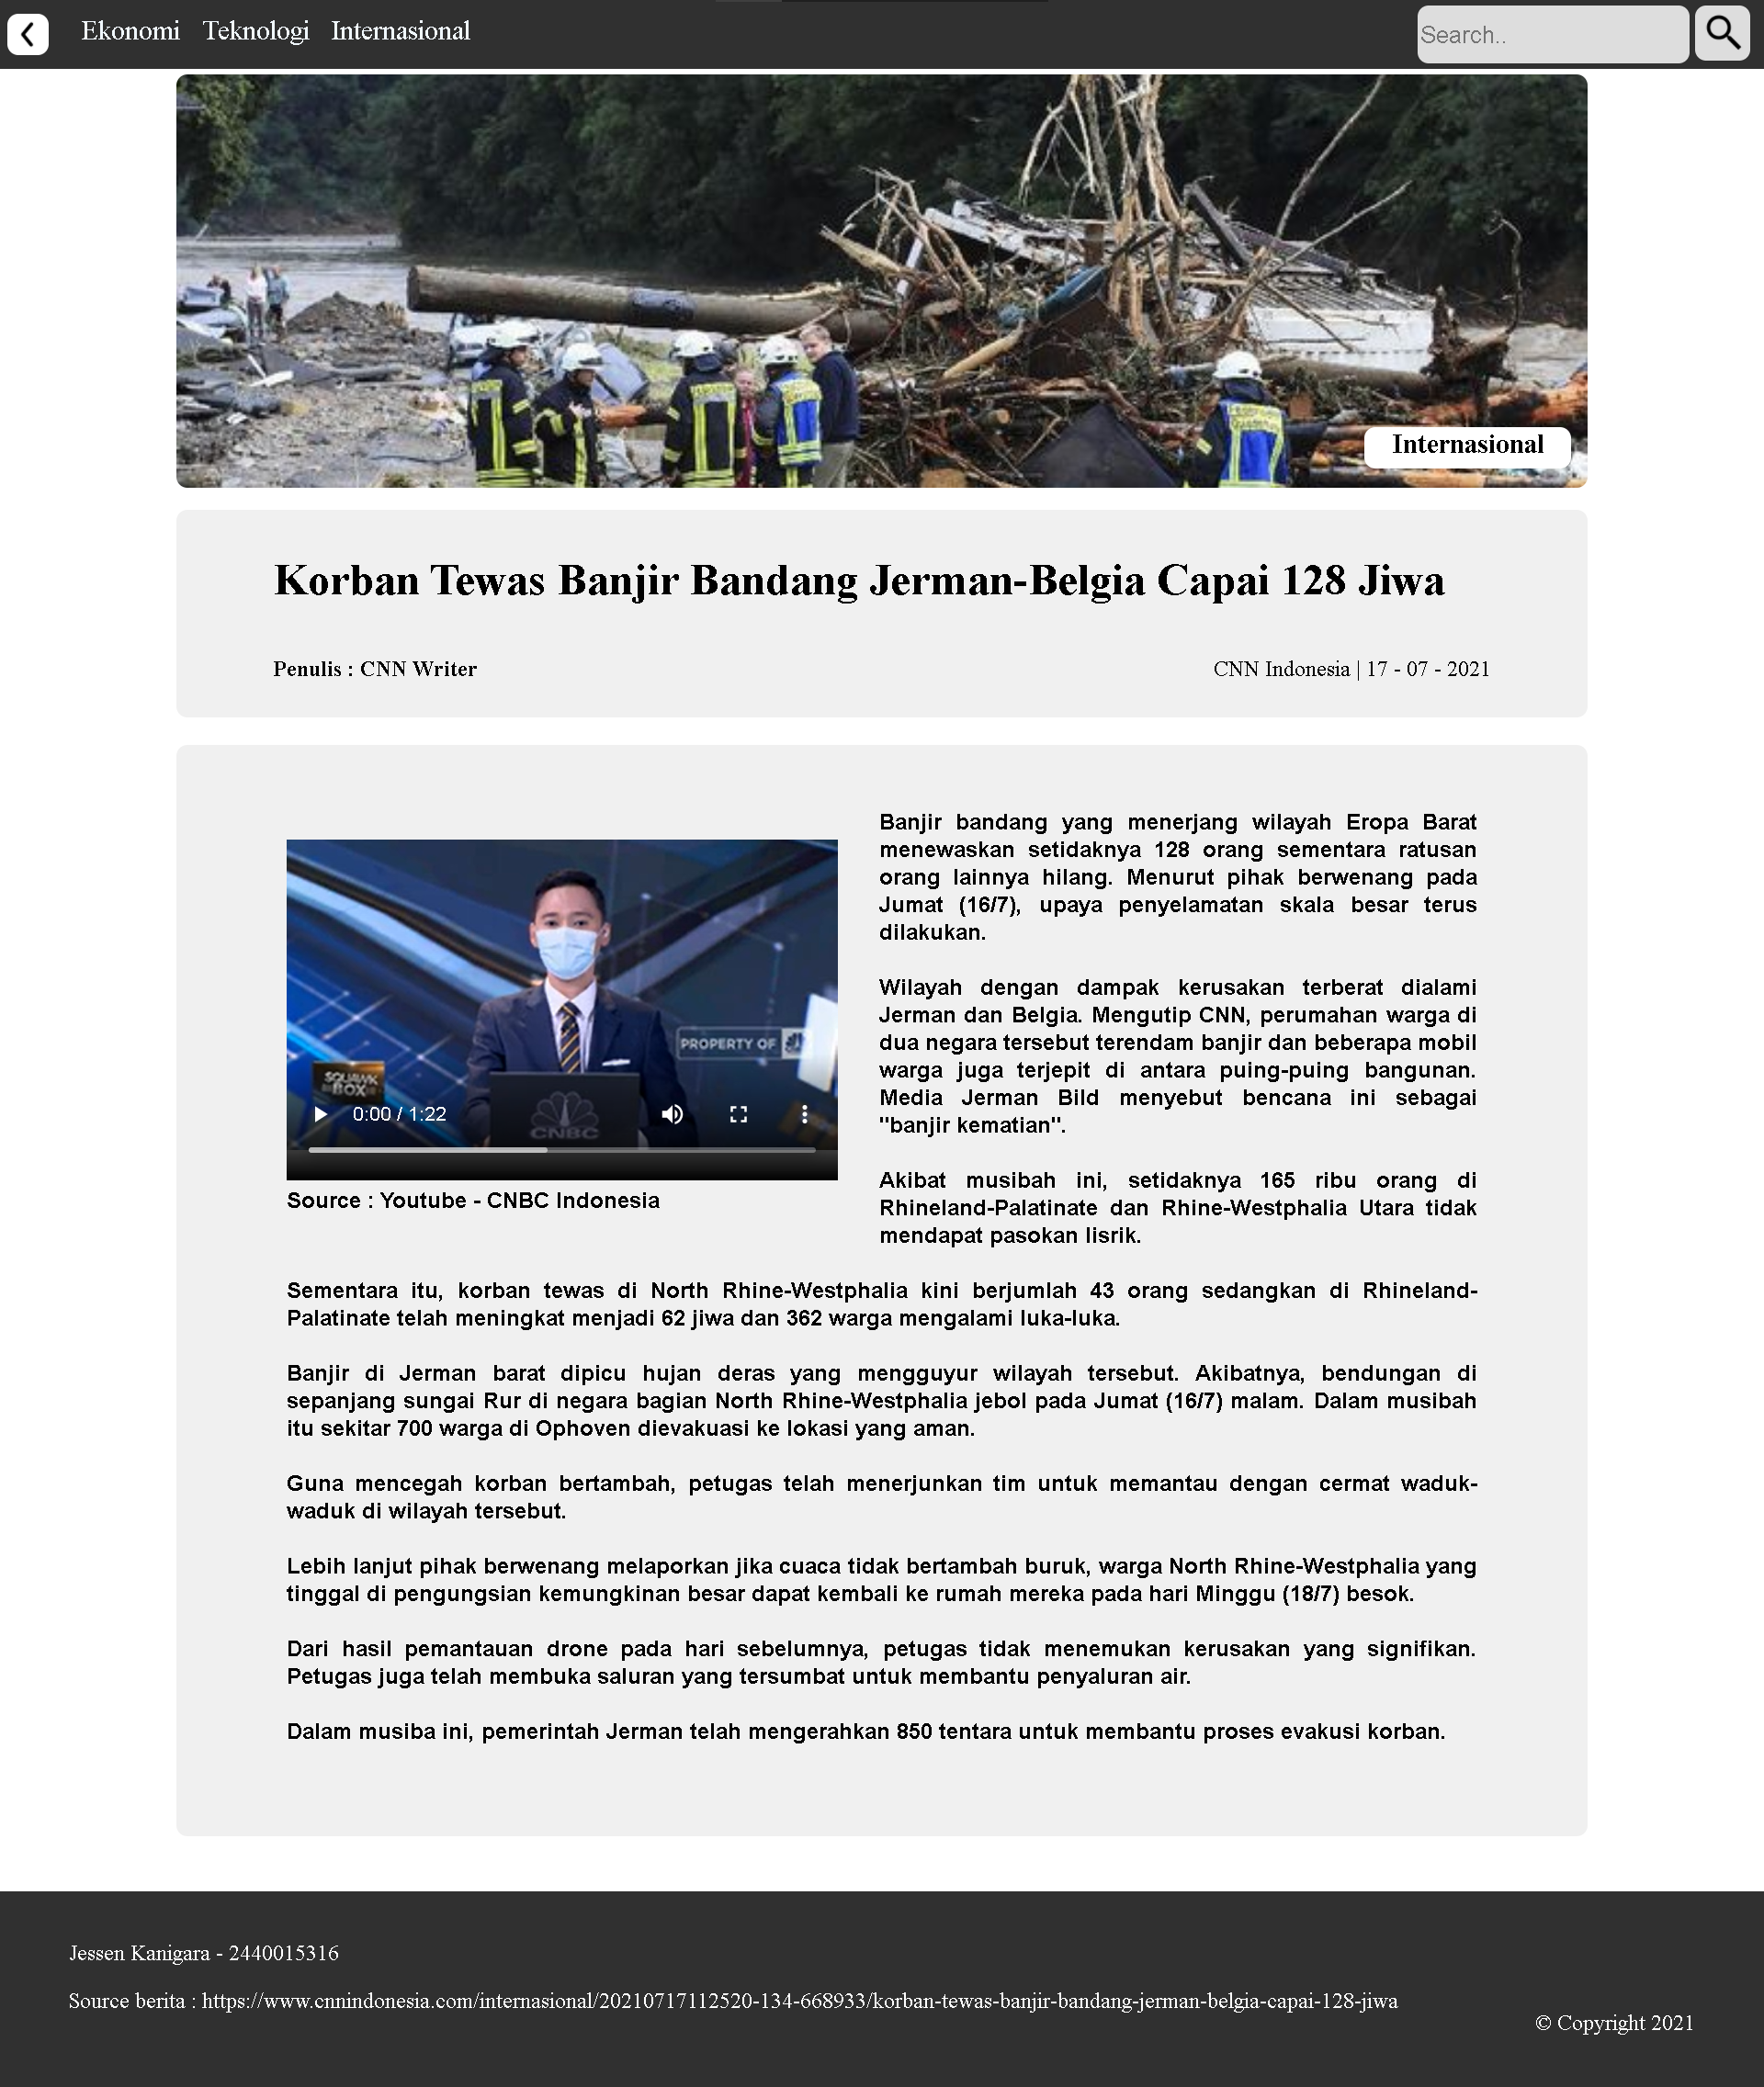 Ekonomi Teknologi Internasional
Search..
Internasional
Korban Tewas Banjir Bandang Jerman-Belgia Capai 128 Jiwa
Penulis : CNN Writer
CNN Indonesia | 17 - 07 - 2021
PROPERTY OF
SQUAWK
BOX
0:00 / 1:22
CNBC
Source : Youtube - CNBC Indonesia
Banjir bandang yang menerjang wilayah Eropa Barat
menewaskan setidaknya 128 orang sementara ratusan
orang lainnya hilang. Menurut pihak berwenang pada
Jumat (16/7), upaya penyelamatan skala besar terus
dilakukan.
Wilayah dengan dampak kerusakan terberat dialami
Jerman dan Belgia. Mengutip CNN, perumahan warga di
dua negara tersebut terendam banjir dan beberapa mobil
warga juga terjepit di antara puing-puing bangunan.
Media Jerman Bild menyebut bencana ini sebagai
"banjir kematian".
Akibat musibah ini, setidaknya 165 ribu orang di
Rhineland-Palatinate dan Rhine-Westphalia Utara tidak
mendapat pasokan lisrik.
Sementara itu, korban tewas di North Rhine-Westphalia kini berjumlah 43 orang sedangkan di Rhineland-
Palatinate telah meningkat menjadi 62 jiwa dan 362 warga mengalami luka-luka.
Banjir di Jerman barat dipicu hujan deras yang mengguyur wilayah tersebut. Akibatnya, bendungan di
sepanjang sungai Rur di negara bagian North Rhine-Westphalia jebol pada Jumat (16/7) malam. Dalam musibah
itu sekitar 700 warga di Ophoven dievakuasi ke lokasi yang aman.
Guna mencegah korban bertambah, petugas telah menerjunkan tim untuk memantau dengan cermat waduk-
waduk di wilayah tersebut.
Lebih lanjut pihak berwenang melaporkan jika cuaca tidak bertambah buruk, warga North Rhine-Westphalia yang
tinggal di pengungsian kemungkinan besar dapat kembali ke rumah mereka pada hari Minggu (18/7) besok.
Dari hasil pemantauan drone pada hari sebelumnya, petugas tidak menemukan kerusakan yang signifikan.
Petugas juga telah membuka saluran yang tersumbat untuk membantu penyaluran air.
Dalam musiba ini, pemerintah Jerman telah mengerahkan 850 tentara untuk membantu proses evakusi korban.
Jessen Kanigara - 2440015316
Source berita : https://www.cnnindonesia.com/internasional/20210717112520-134-668933/korban-tewas-banjir-bandang-jerman-belgia-capai-128-jiwa
© Copyright 2021